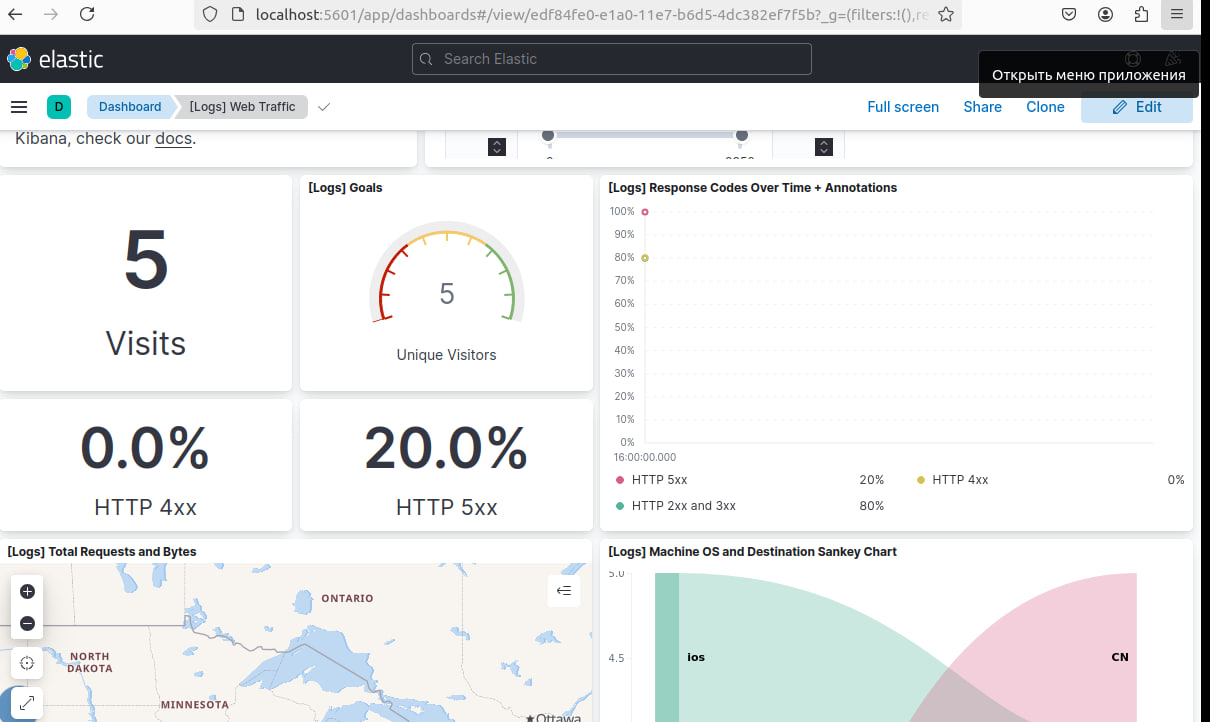 localhost:5601/app/dashboards#/view/edf84fe0-e1a0-11e7-b6d5-4dc382ef7f5b?_g=(filters:!(),re
elastic
Search Elastic
Открыть меню приложения
D
Dashboard
[Logs] Web Traffic
Full screen
Share
Clone
Edit
Kibana, check our docs.
5
Visits
[Logs] Goals
5
Unique Visitors
[Logs] Response Codes Over Time + Annotations
100%
90%
80%
70%
60%
50%
40%
30%
20%
10%
0%
16:00:00.000
HTTP 5xx 20%
HTTP 4xx 0%
HTTP 2xx and 3xx 80%
0.0%
HTTP 4xx
20.0%
HTTP 5xx
[Logs] Total Requests and Bytes
ONTARIO
NORTH
DAKOTA
MINNESOTA
Ottawa
[Logs] Machine OS and Destination Sankey Chart
5.0
4.5
ios
CN